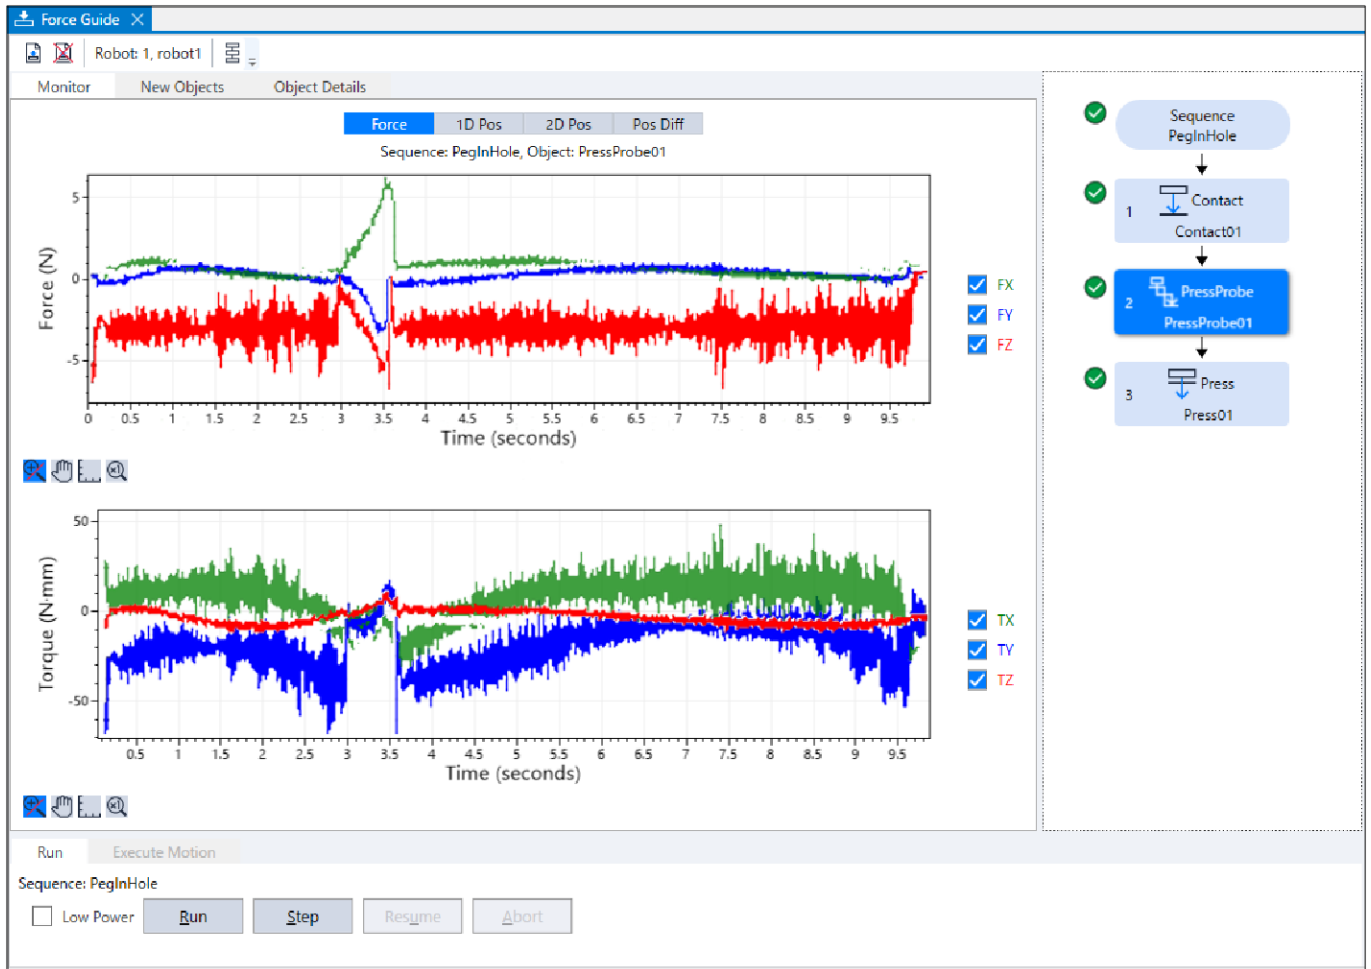 Force Guide
Robot: 1, robot1
Monitor New Objects Object Details
Force 1D Pos 2D Pos Pos Diff
Sequence: PegInHole, Object: PressProbe01
5
0
-5
Force (N)
0 0.5 1 1.5 2 2.5 3 3.5 4 4.5 5 5.5 6 6.5 7 7.5 8 8.5 9 9.5
Time (seconds)
FX
FY
FZ
50
0
-50
Torque (N·mm)
0.5 1 1.5 2 2.5 3 3.5 4 4.5 5 5.5 6 6.5 7 7.5 8 8.5 9 9.5
Time (seconds)
TX
TY
TZ
Sequence
PegInHole
1 Contact
Contact01
2 PressProbe
PressProbe01
3 Press
Press01
Run Execute Motion
Sequence: PegInHole
Low Power Run Step Resume Abort